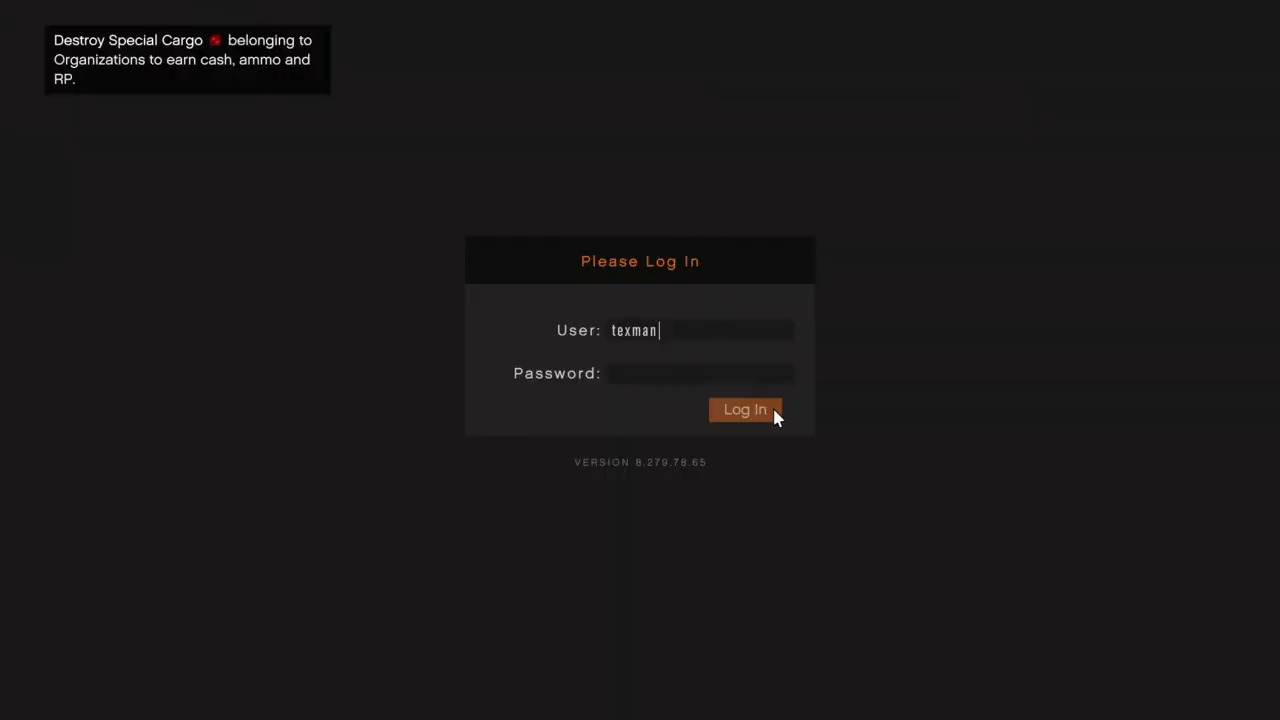 Destroy Special Cargo belonging to
Organizations to earn cash, ammo and
RP.
Please Log In
User: texman
Password:
Log In
VERSION 8.279.78.65